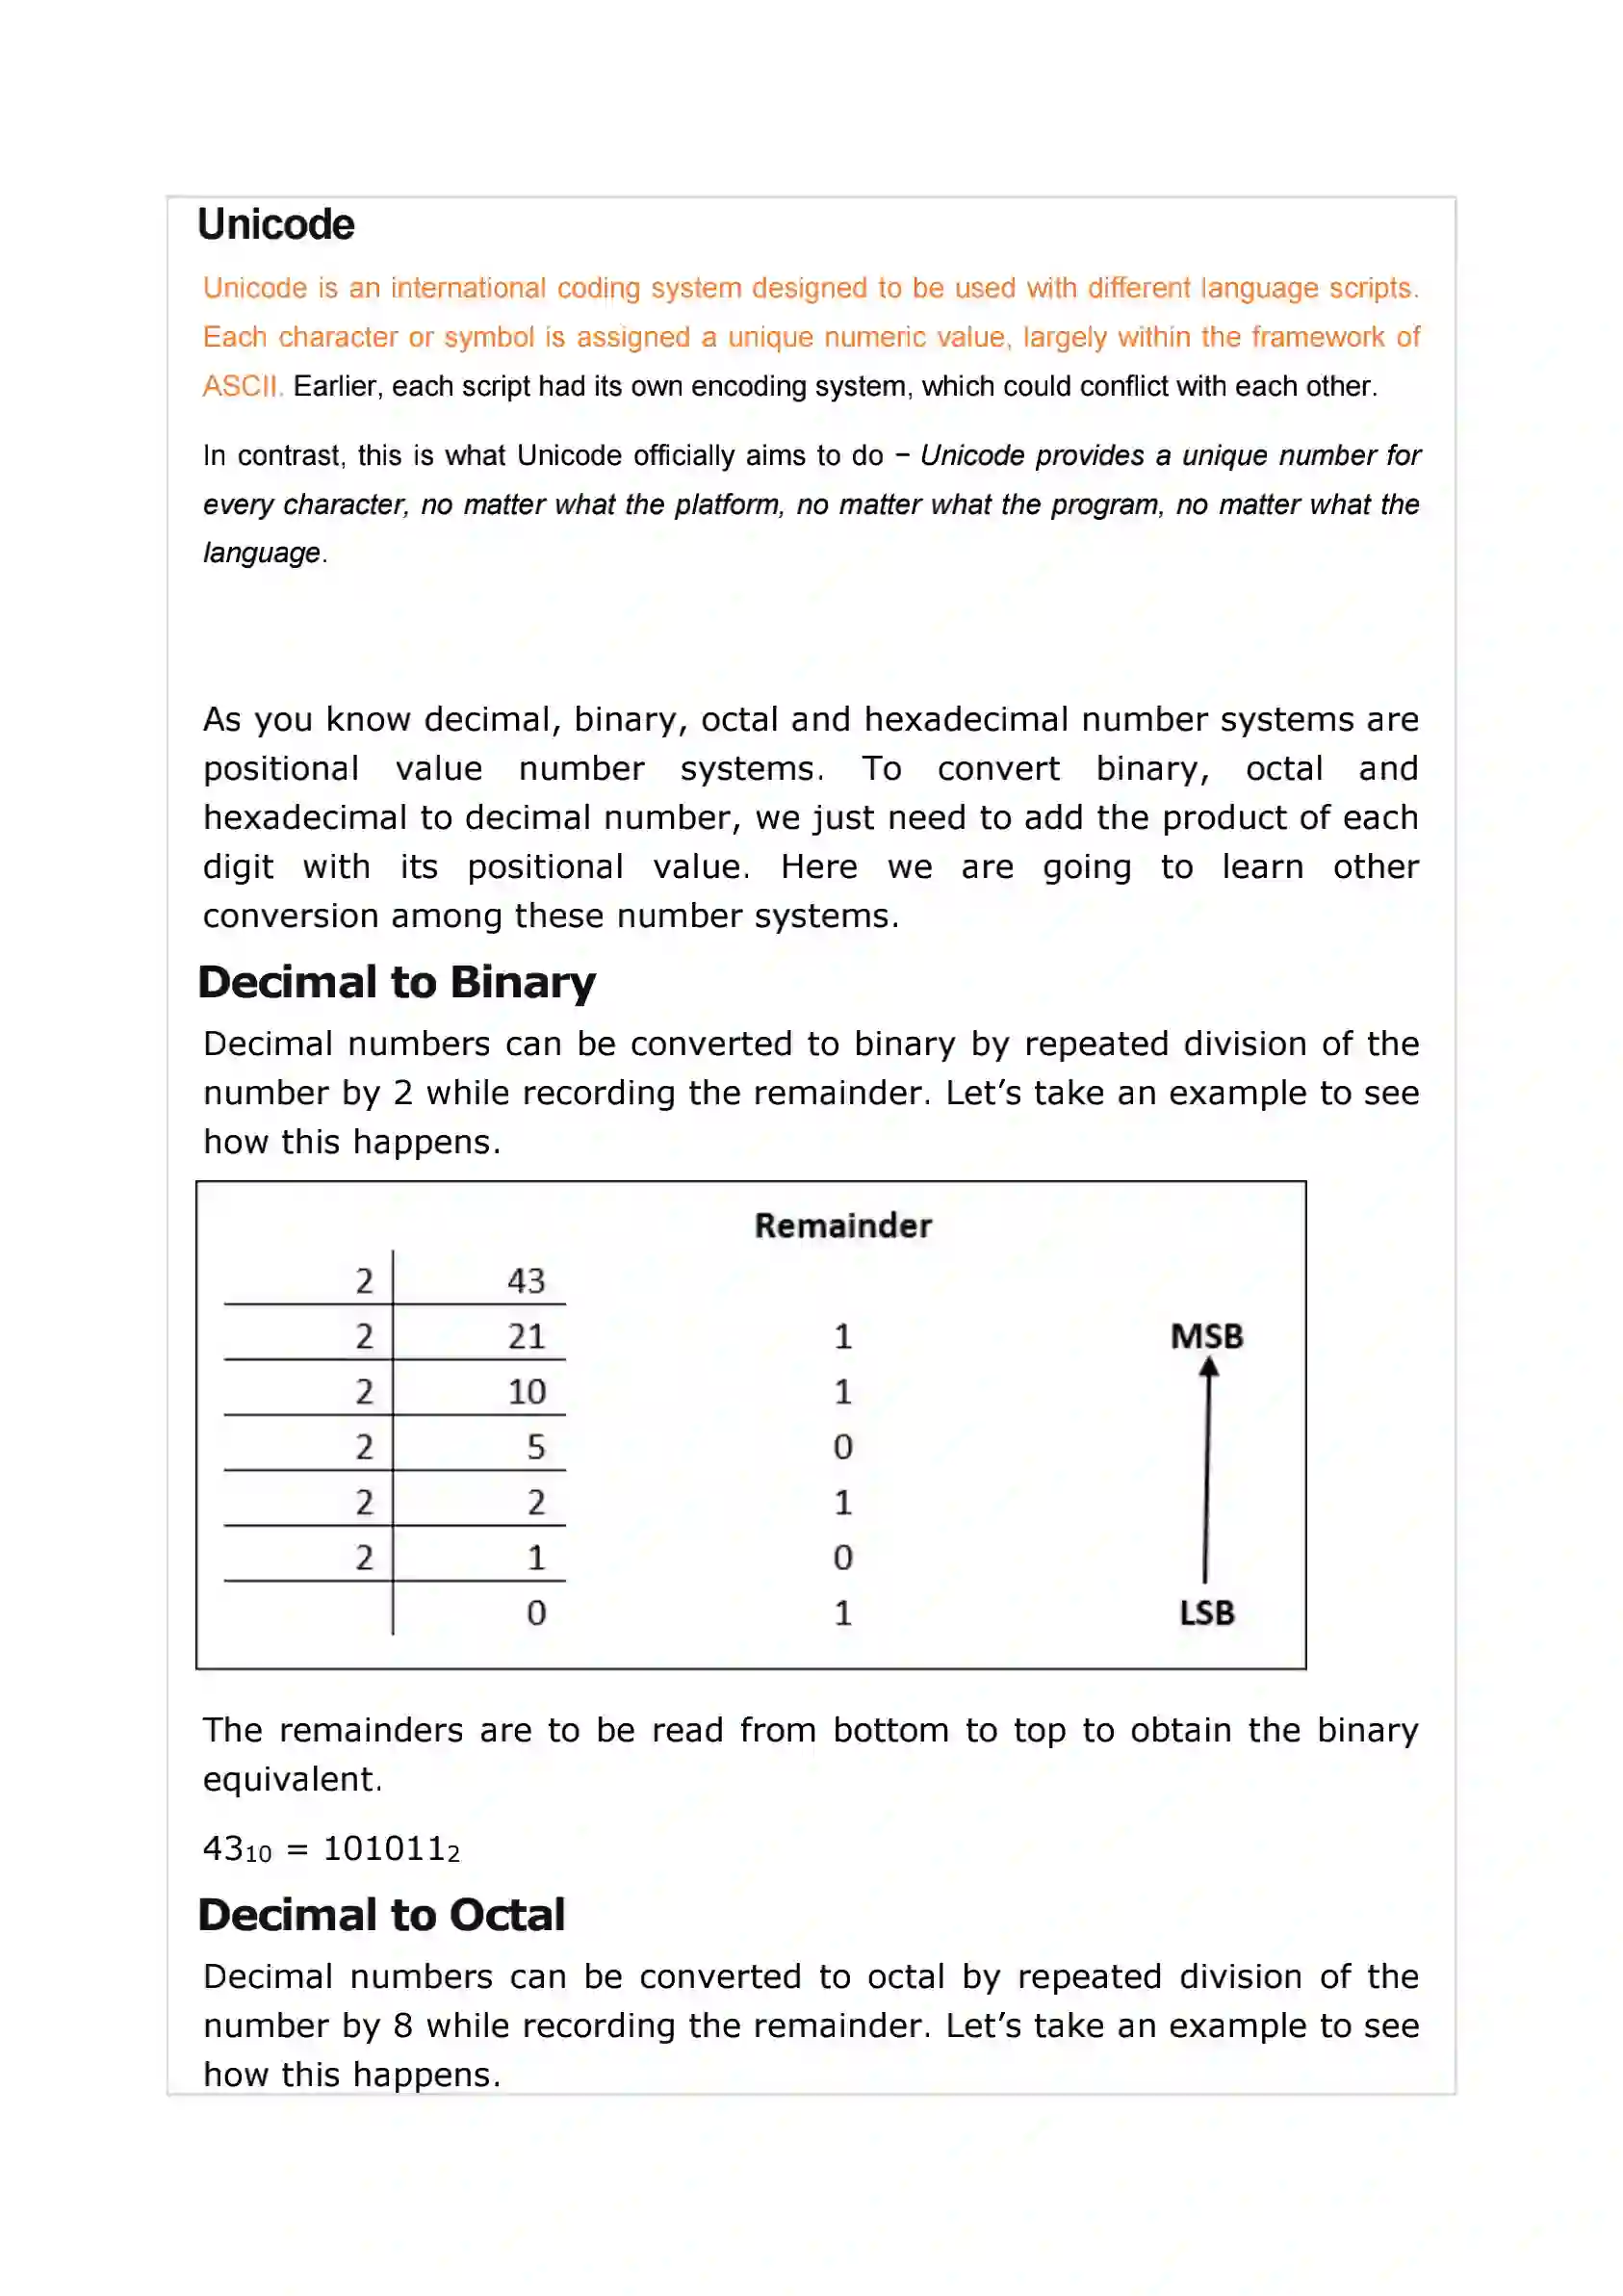 Unicode
Unicode is an international coding system designed to be used with different language scripts.
Each character or symbol is assigned a unique numeric value, largely within the framework of
ASCII. Earlier, each script had its own encoding system, which could conflict with each other.
In contrast, this is what Unicode officially aims to do − Unicode provides a unique number for
every character, no matter what the platform, no matter what the program, no matter what the
language.
As you know decimal, binary, octal and hexadecimal number systems are
positional value number systems. To convert binary, octal and
hexadecimal to decimal number, we just need to add the product of each
digit with its positional value. Here we are going to learn other
conversion among these number systems.
Decimal to Binary
Decimal numbers can be converted to binary by repeated division of the
number by 2 while recording the remainder. Let’s take an example to see
how this happens.
Remainder
2 43
2 21 1 MSB
2 10 1
2 5 0
2 2 1
2 1 0
0 1 LSB
The remainders are to be read from bottom to top to obtain the binary
equivalent.
43₁₀ = 101011₂
Decimal to Octal
Decimal numbers can be converted to octal by repeated division of the
number by 8 while recording the remainder. Let’s take an example to see
how this happens.